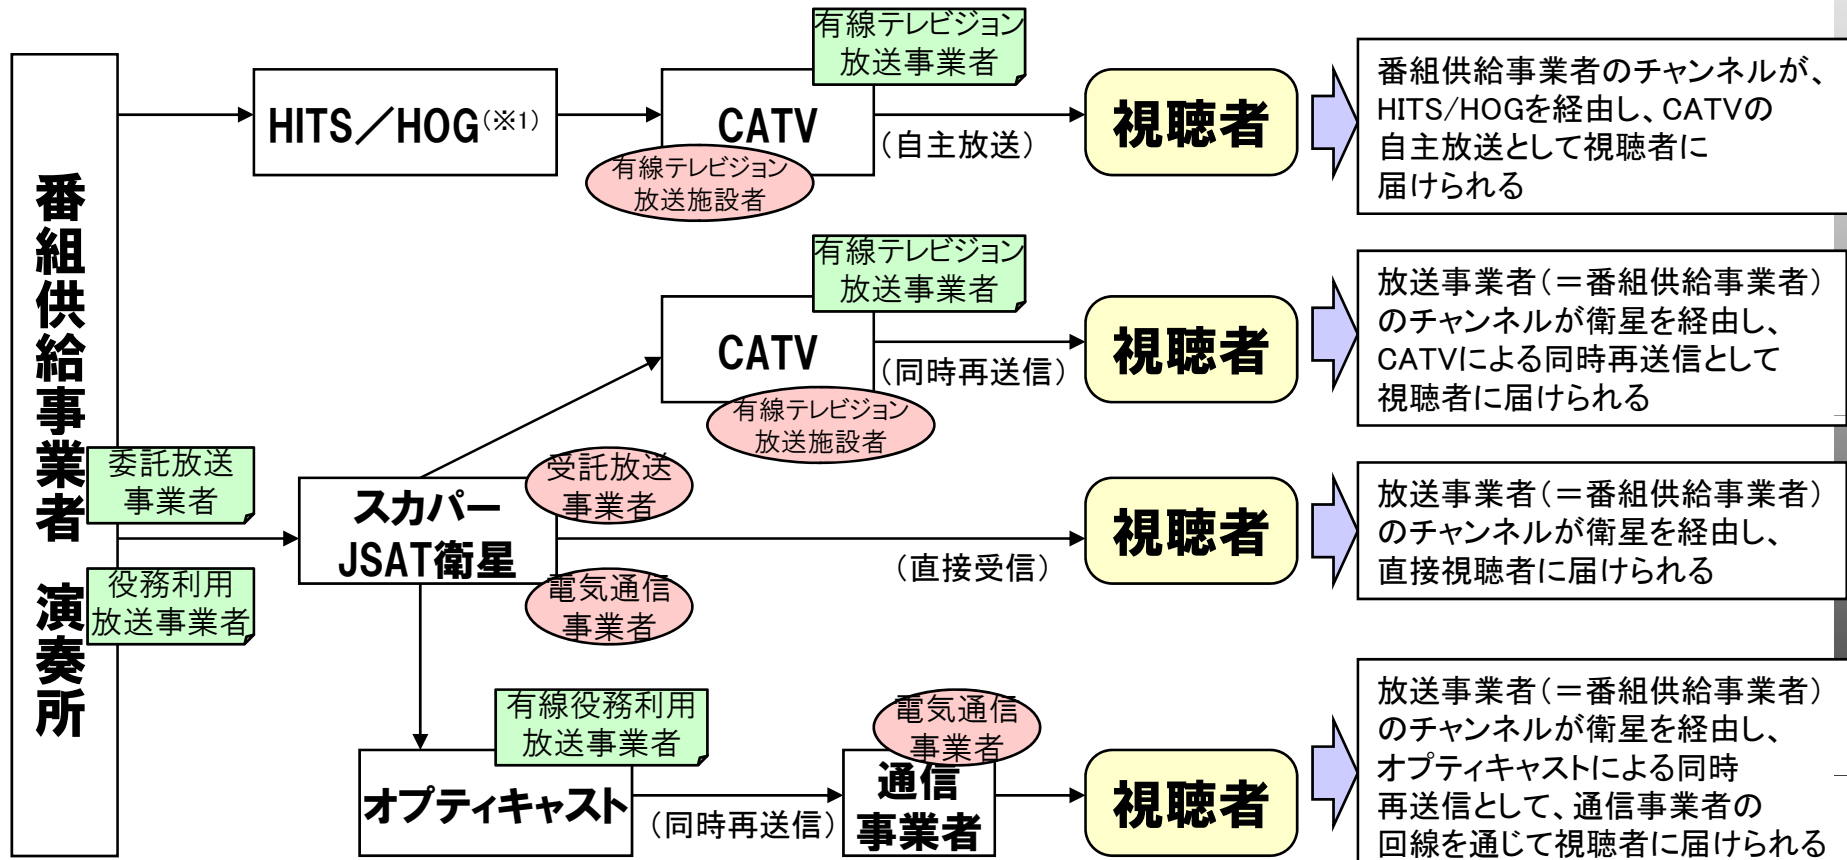 番組供給事業者 演奏所
HITS／HOG(※1)
有線テレビジョン
放送事業者
CATV
有線テレビジョン
放送施設者
（自主放送）
視聴者
番組供給事業者のチャンネルが、
HITS/HOGを経由し、CATVの
自主放送として視聴者に
届けられる
有線テレビジョン
放送事業者
CATV
有線テレビジョン
放送施設者
（同時再送信）
視聴者
放送事業者（＝番組供給事業者）
のチャンネルが衛星を経由し、
CATVによる同時再送信として
視聴者に届けられる
委託放送
事業者
役務利用
放送事業者
スカパー
JSAT衛星
受託放送
事業者
電気通信
事業者
（直接受信）
視聴者
放送事業者（＝番組供給事業者）
のチャンネルが衛星を経由し、
直接視聴者に届けられる
有線役務利用
放送事業者
オプティキャスト
（同時再送信）
電気通信
事業者
通信
事業者
視聴者
放送事業者（＝番組供給事業者）
のチャンネルが衛星を経由し、
オプティキャストによる同時
再送信として、通信事業者の
回線を通じて視聴者に届けられる